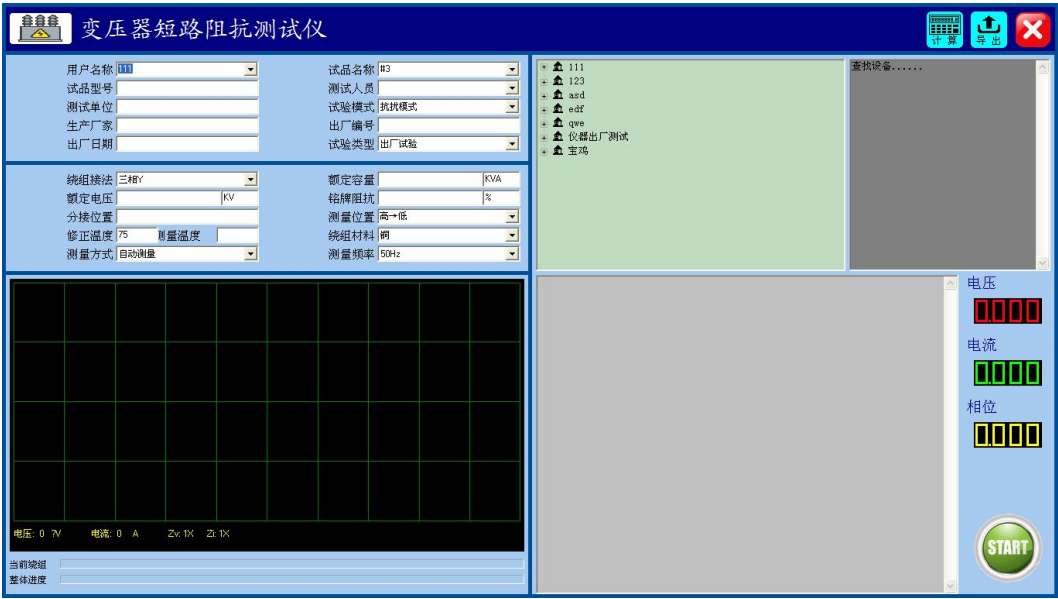 变压器短路阻抗测试仪
计算
导出
用户名称 111 试品名称 #3
试品型号 测试人员
测试单位 试验模式 抗扰模式
生产厂家 出厂编号
出厂日期 试验类型 出厂试验
绕组接法 三相Y 额定容量 KVA
额定电压 KV 铭牌阻抗 %
分接位置 测量位置 高→低
修正温度 75 测量温度 绕组材料 铜
测量方式 自动测量 测量频率 50Hz
111
123
asd
edf
qwe
仪器出厂测试
宝鸡
查找设备......
电压: 0 ?V 电流: 0 A Zv: 1X Zi: 1X
当前绕组
整体进度
电压
0.000
电流
0.000
相位
0.000
START